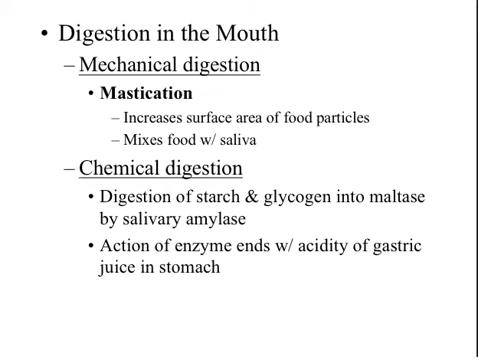 • Digestion in the Mouth
– Mechanical digestion
• Mastication
– Increases surface area of food particles
– Mixes food w/ saliva
– Chemical digestion
• Digestion of starch & glycogen into maltase
by salivary amylase
• Action of enzyme ends w/ acidity of gastric
juice in stomach